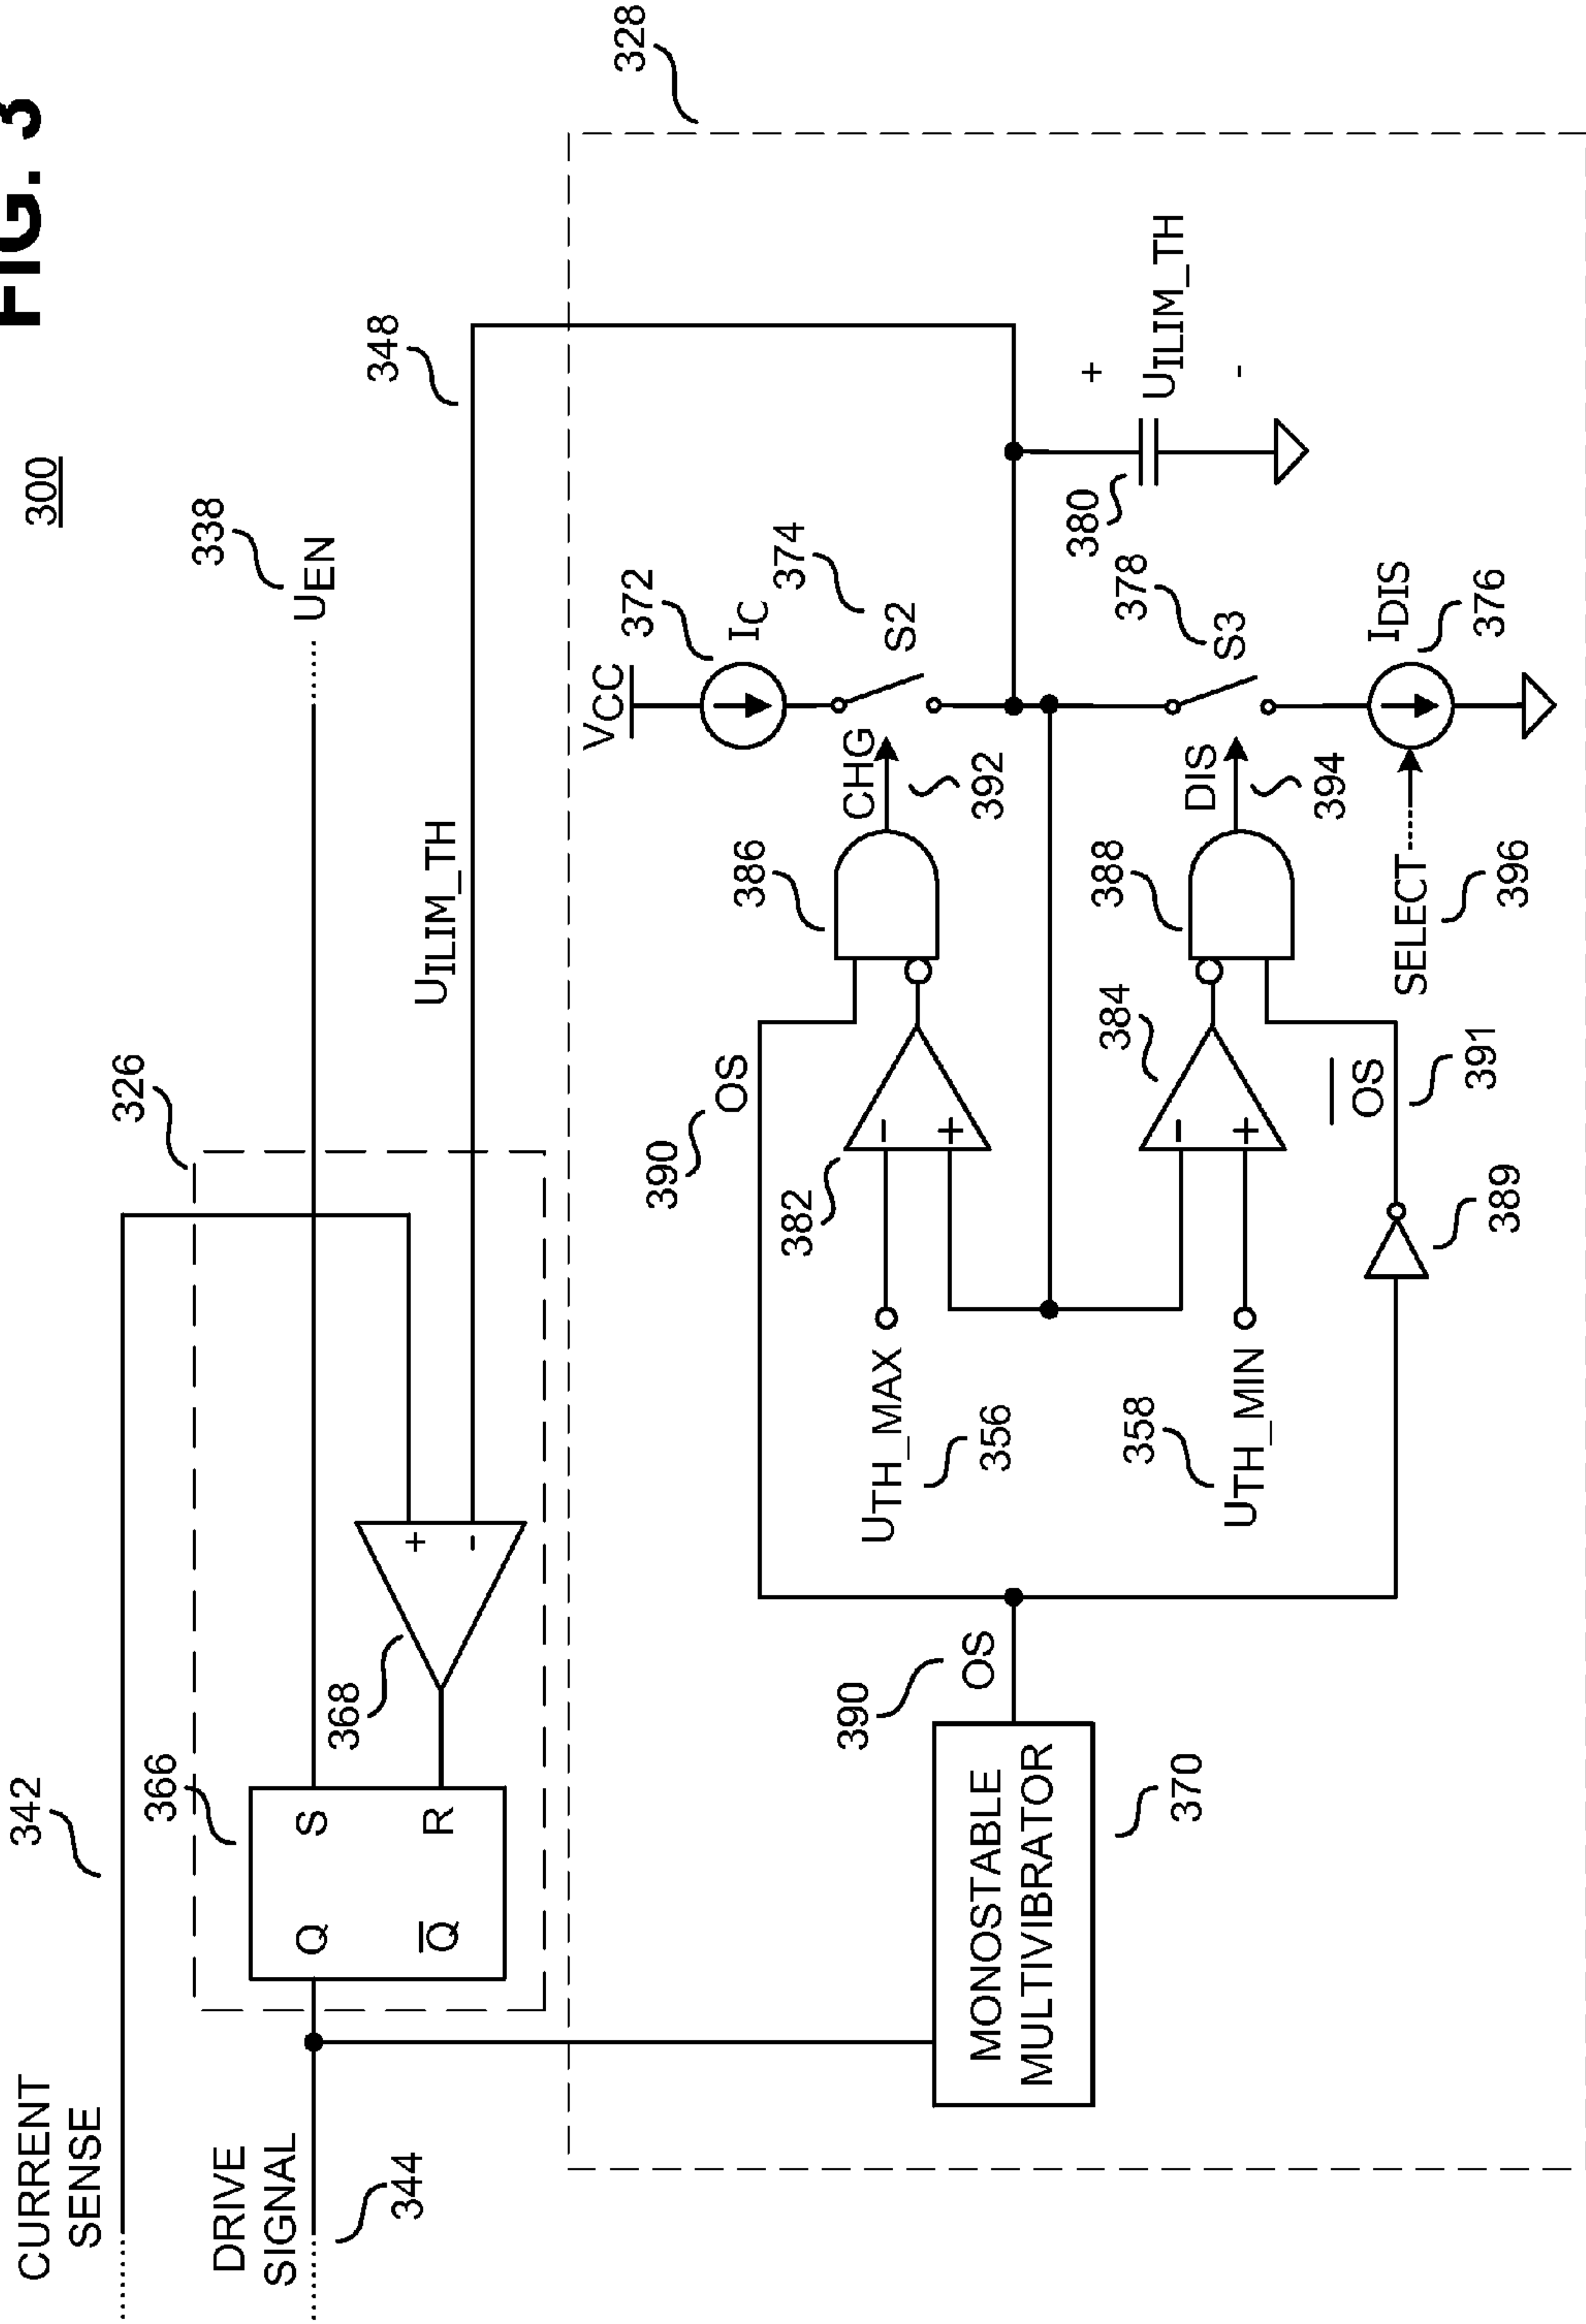 FIG. 3
300
CURRENT
SENSE
342
DRIVE
SIGNAL
344
326
366
Q
S
Q̅
R
368
+
-
338
UEN
UILIM_TH
348
328
MONOSTABLE
MULTIVIBRATOR
370
390
OS
390
OS
UTH_MAX
356
358
UTH_MIN
382
-
+
384
-
+
389
O̅S̅
391
386
388
CHG
392
DIS
394
SELECT
396
VCC
372
IC
374
S2
378
S3
IDIS
376
380
+
UILIM_TH
-